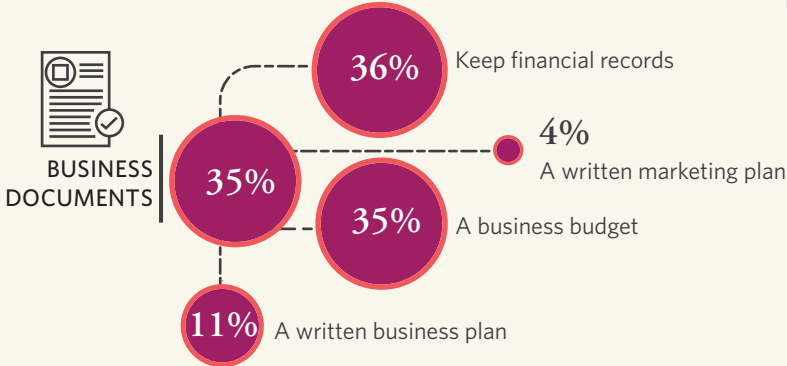 36%
Keep financial records
4%
A written marketing plan
BUSINESS
DOCUMENTS
35%
35%
A business budget
11%
A written business plan